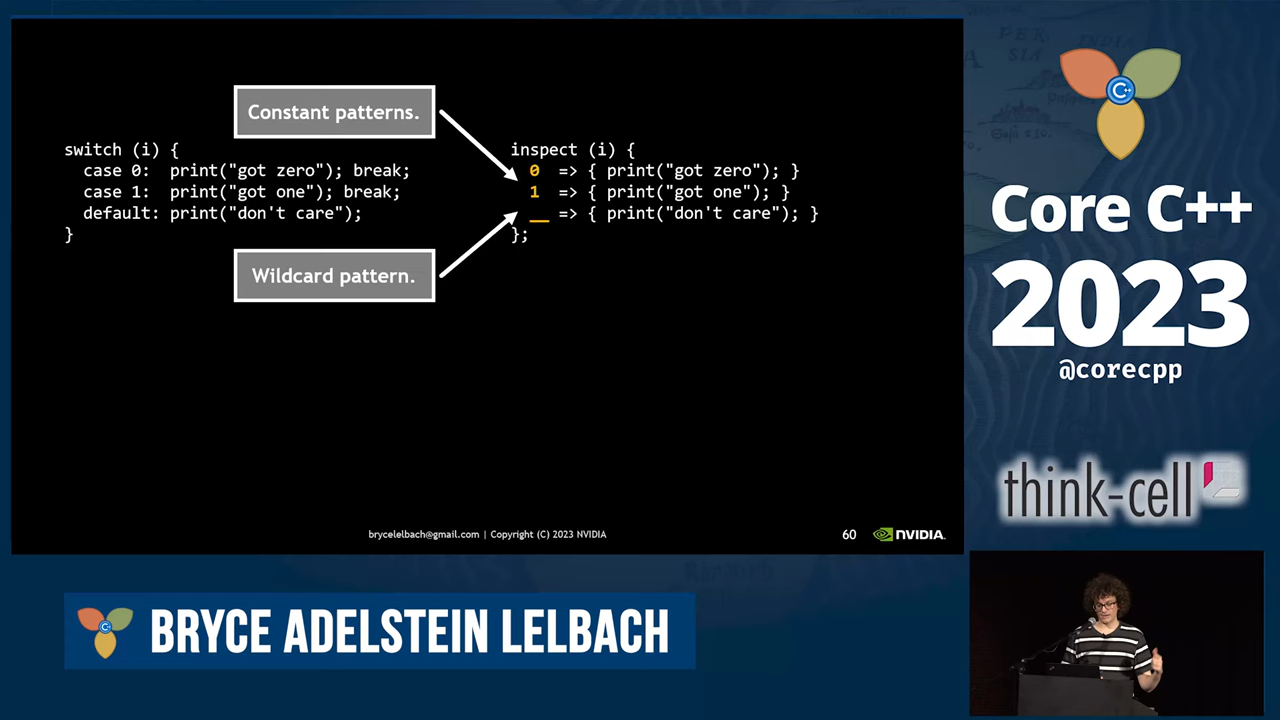 Constant patterns.
switch (i) {
case 0: print("got zero"); break;
case 1: print("got one"); break;
default: print("don't care");
}
inspect (i) {
0 => { print("got zero"); }
1 => { print("got one"); }
__ => { print("don't care"); }
};
Wildcard pattern.
brycelelbach@gmail.com | Copyright (C) 2023 NVIDIA
60
NVIDIA.
C++
Core C++
2023
@corecpp
think-cell
C++
BRYCE ADELSTEIN LELBACH